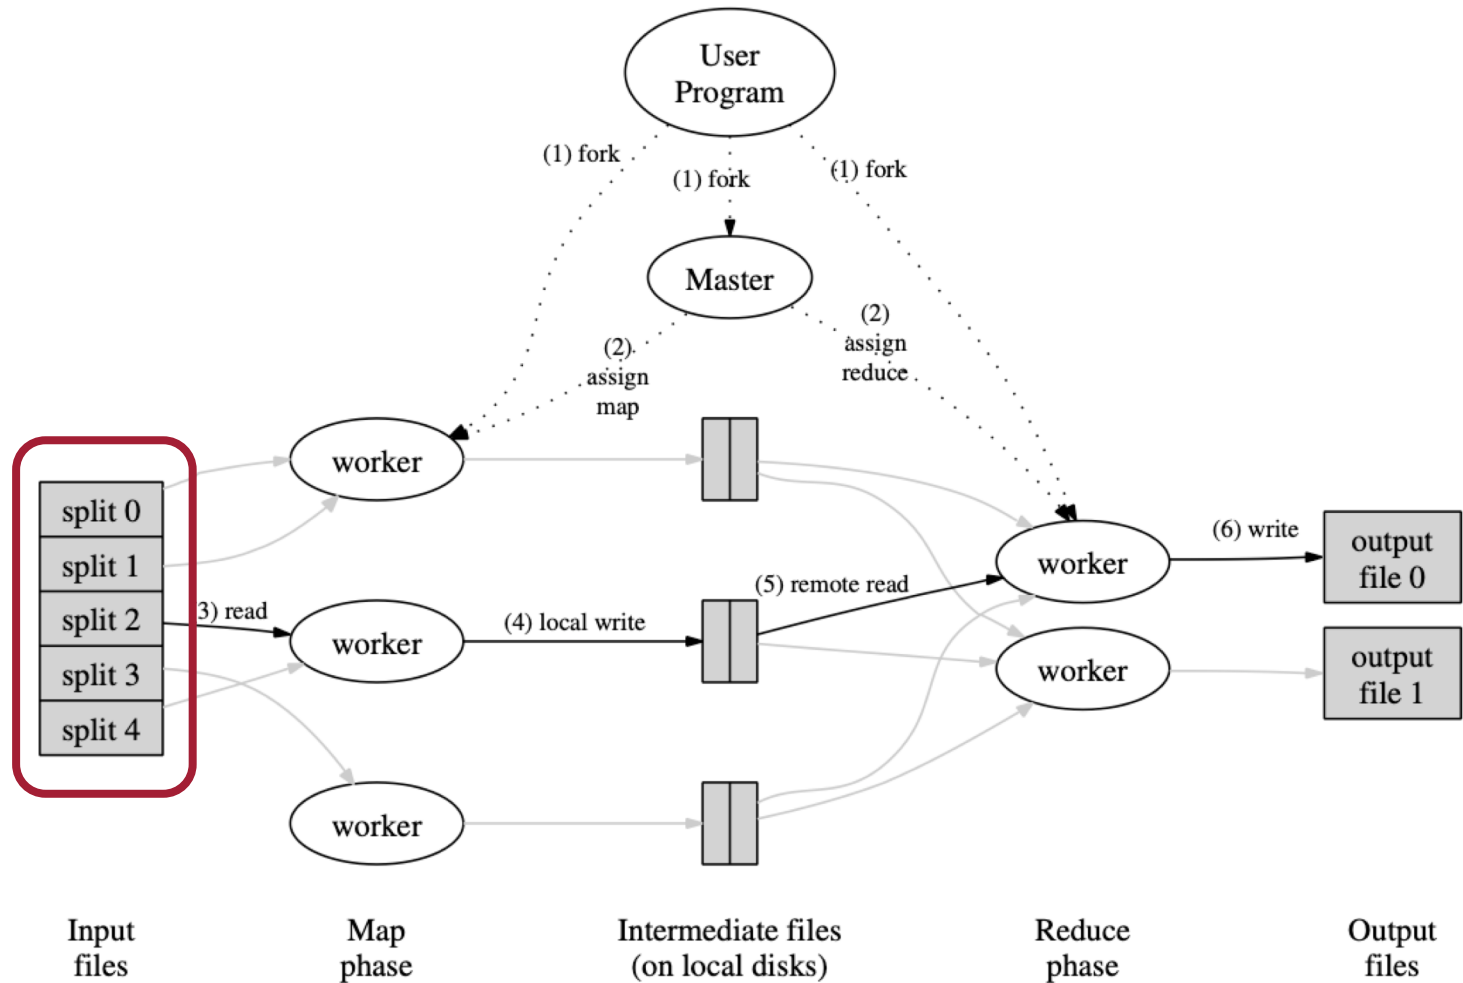 User
Program
(1) fork
(1) fork
(1) fork
Master
(2)
assign
map
(2)
assign
reduce
split 0
split 1
split 2
split 3
split 4
worker
3) read
worker
(4) local write
worker
(5) remote read
worker
worker
(6) write
output
file 0
output
file 1
Input
files
Map
phase
Intermediate files
(on local disks)
Reduce
phase
Output
files